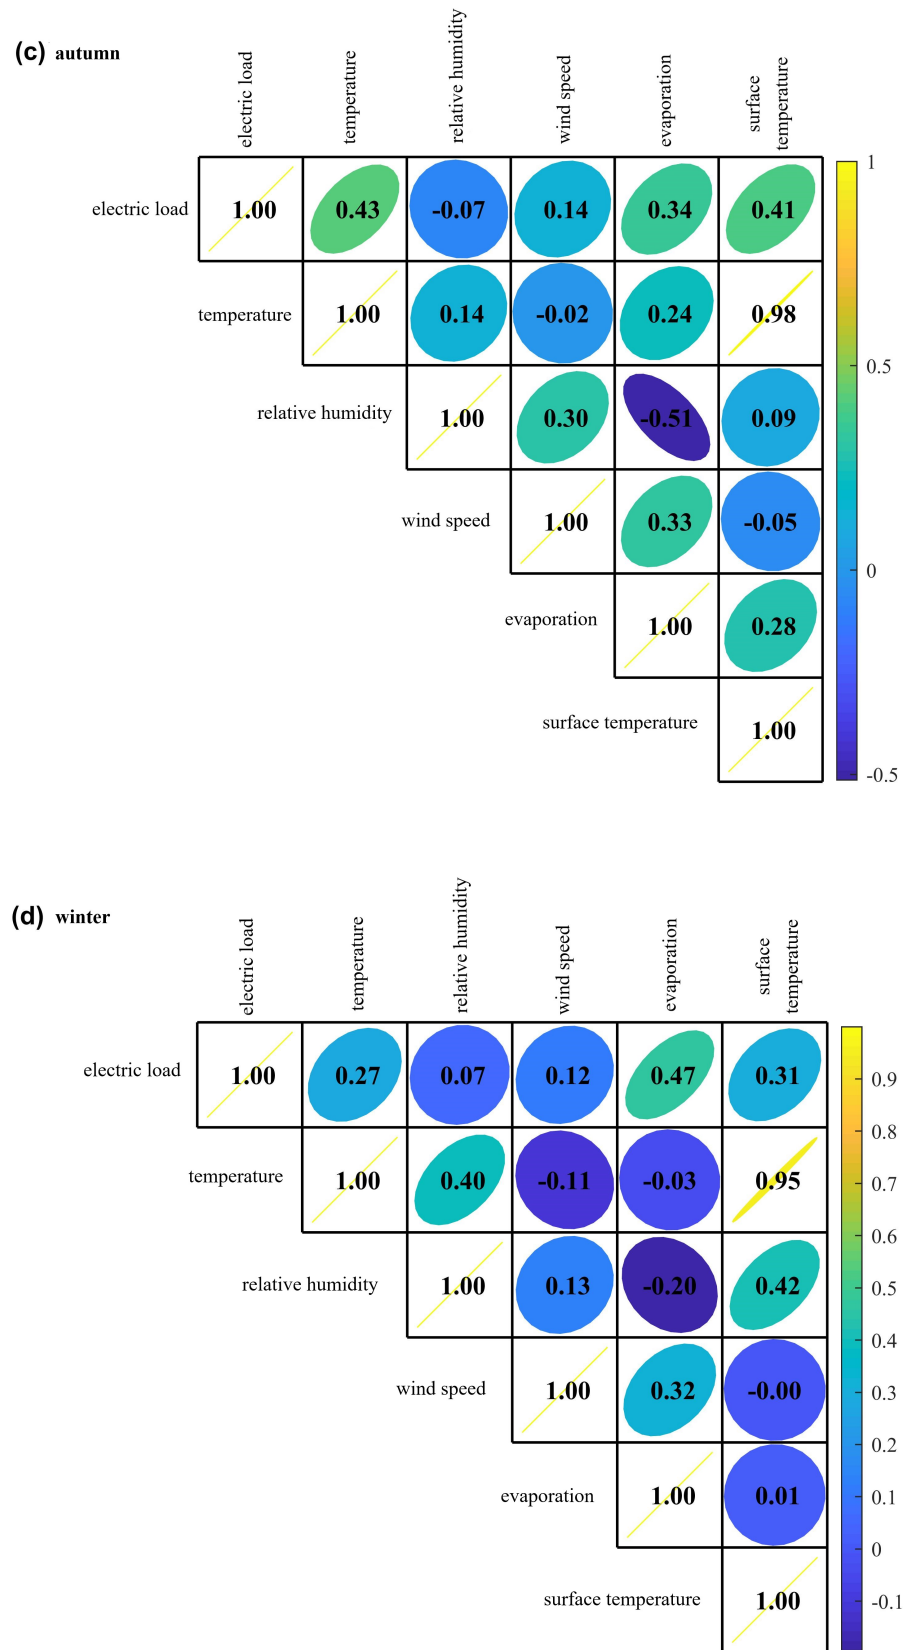 (c) autumn
electric load
temperature
relative humidity
wind speed
evaporation
surface
temperature
electric load 1.00 0.43 -0.07 0.14 0.34 0.41
temperature 1.00 0.14 -0.02 0.24 0.98
relative humidity 1.00 0.30 -0.51 0.09
wind speed 1.00 0.33 -0.05
evaporation 1.00 0.28
surface temperature 1.00
1
0.5
0
-0.5
(d) winter
electric load
temperature
relative humidity
wind speed
evaporation
surface
temperature
electric load 1.00 0.27 0.07 0.12 0.47 0.31
temperature 1.00 0.40 -0.11 -0.03 0.95
relative humidity 1.00 0.13 -0.20 0.42
wind speed 1.00 0.32 -0.00
evaporation 1.00 0.01
surface temperature 1.00
0.9
0.8
0.7
0.6
0.5
0.4
0.3
0.2
0.1
0
-0.1